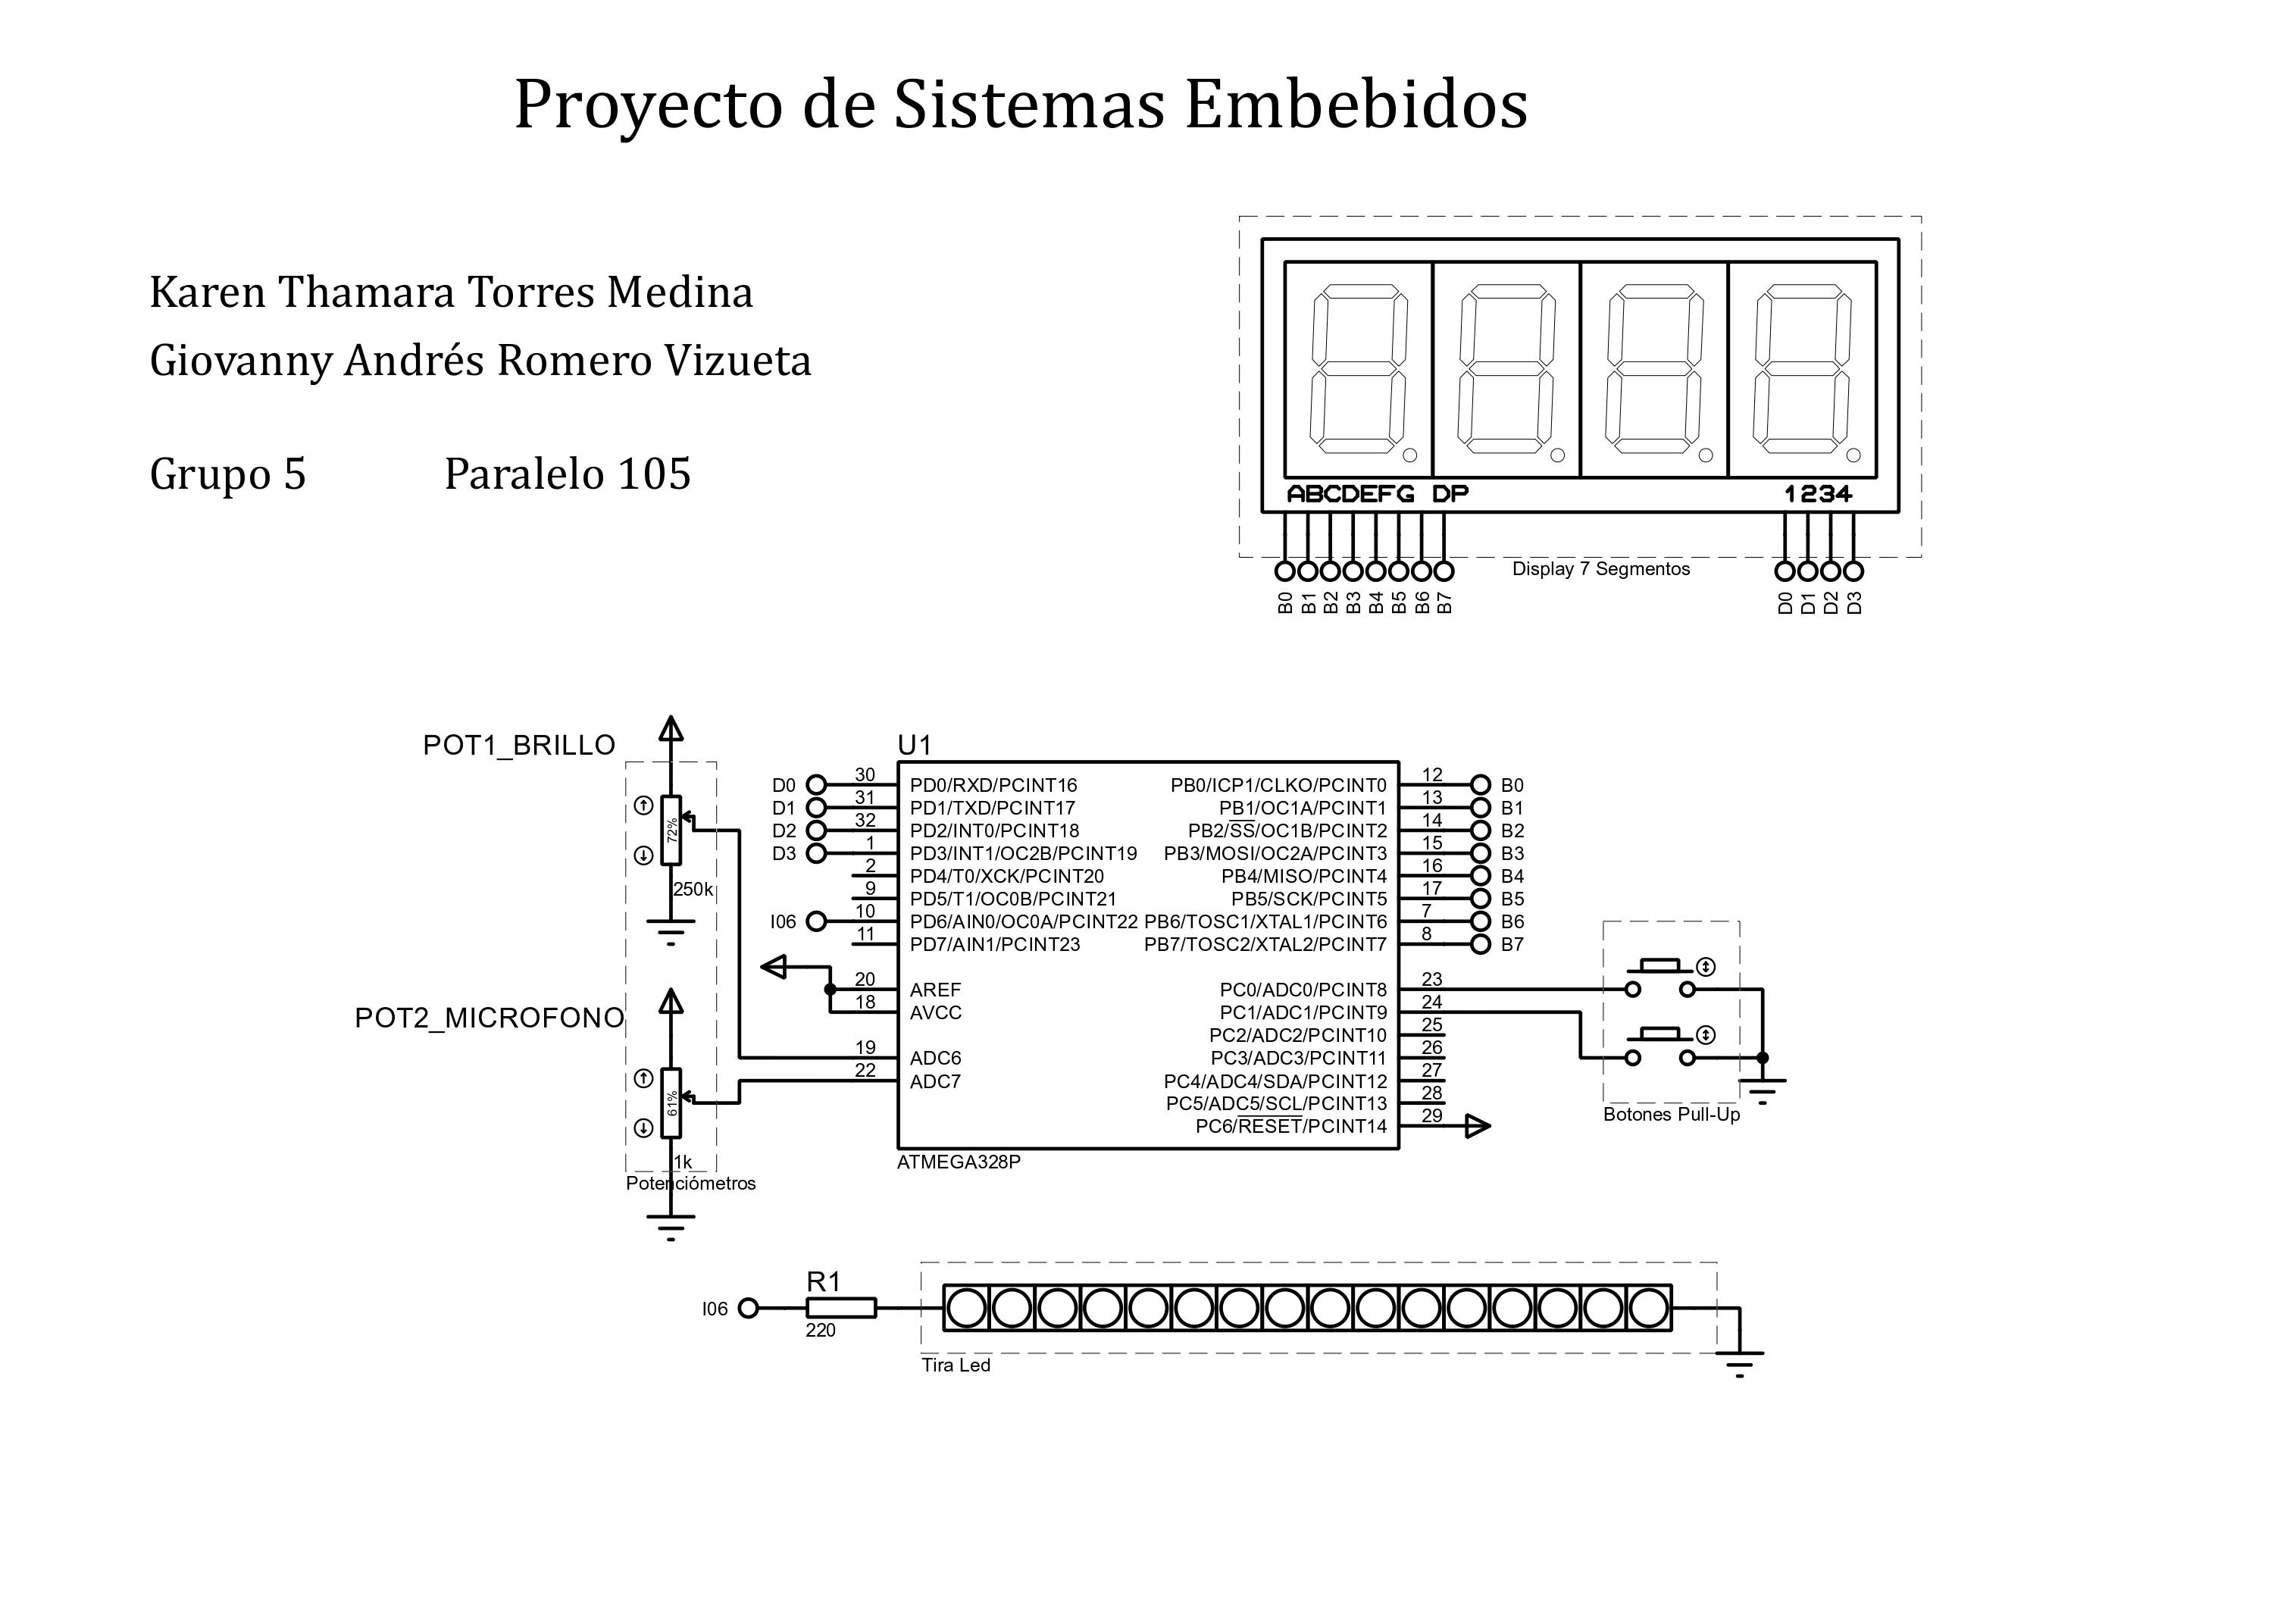 Proyecto de Sistemas Embebidos
Karen Thamara Torres Medina
Giovanny Andrés Romero Vizueta
Grupo 5 Paralelo 105
ABCDEFG DP 1234
Display 7 Segmentos
B0 B1 B2 B3 B4 B5 B6 B7 D0 D1 D2 D3
POT1_BRILLO
72%
250k
POT2_MICROFONO
61%
1k
Potenciómetros
U1
D0 30 PD0/RXD/PCINT16 PB0/ICP1/CLKO/PCINT0 12 B0
D1 31 PD1/TXD/PCINT17 PB1/OC1A/PCINT1 13 B1
D2 32 PD2/INT0/PCINT18 PB2/SS/OC1B/PCINT2 14 B2
D3 1 PD3/INT1/OC2B/PCINT19 PB3/MOSI/OC2A/PCINT3 15 B3
2 PD4/T0/XCK/PCINT20 PB4/MISO/PCINT4 16 B4
9 PD5/T1/OC0B/PCINT21 PB5/SCK/PCINT5 17 B5
I06 10 PD6/AIN0/OC0A/PCINT22 PB6/TOSC1/XTAL1/PCINT6 7 B6
11 PD7/AIN1/PCINT23 PB7/TOSC2/XTAL2/PCINT7 8 B7
20 AREF PC0/ADC0/PCINT8 23
18 AVCC PC1/ADC1/PCINT9 24
PC2/ADC2/PCINT10 25
19 ADC6 PC3/ADC3/PCINT11 26
22 ADC7 PC4/ADC4/SDA/PCINT12 27
PC5/ADC5/SCL/PCINT13 28
PC6/RESET/PCINT14 29
ATMEGA328P
Botones Pull-Up
R1
I06
220
Tira Led